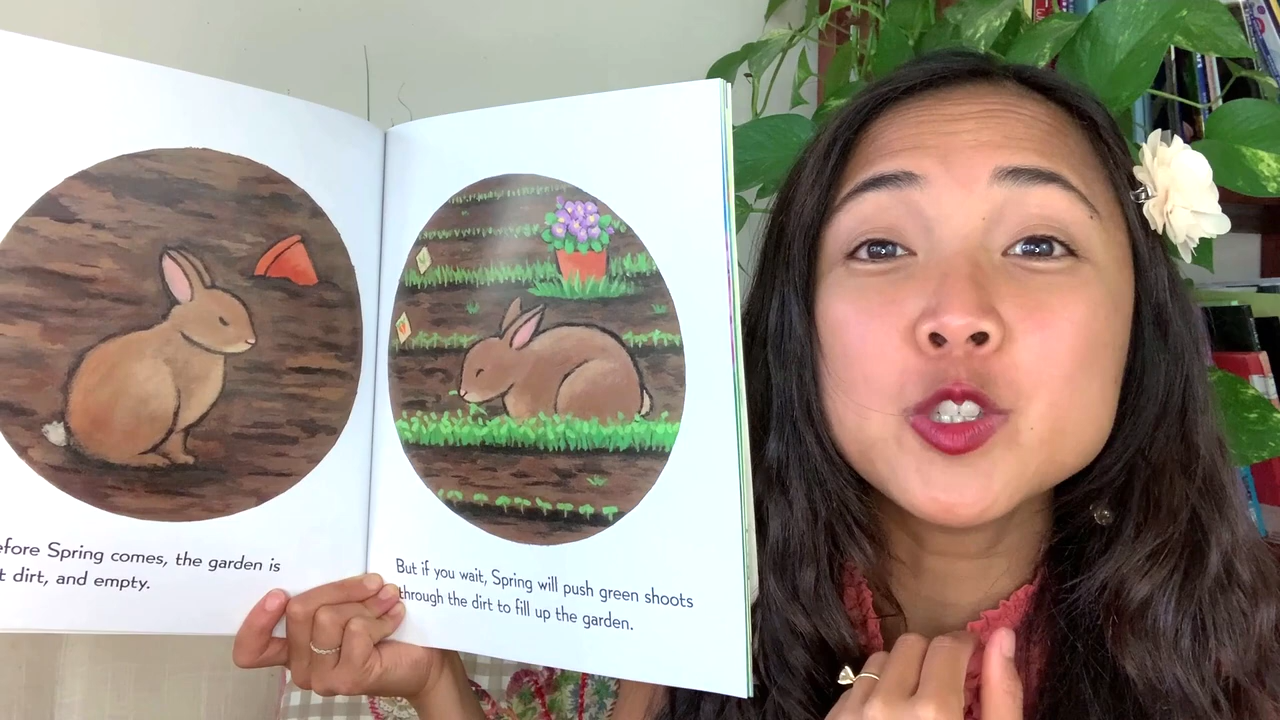 efore Spring comes, the garden is
t dirt, and empty.
But if you wait, Spring will push green shoots
through the dirt to fill up the garden.